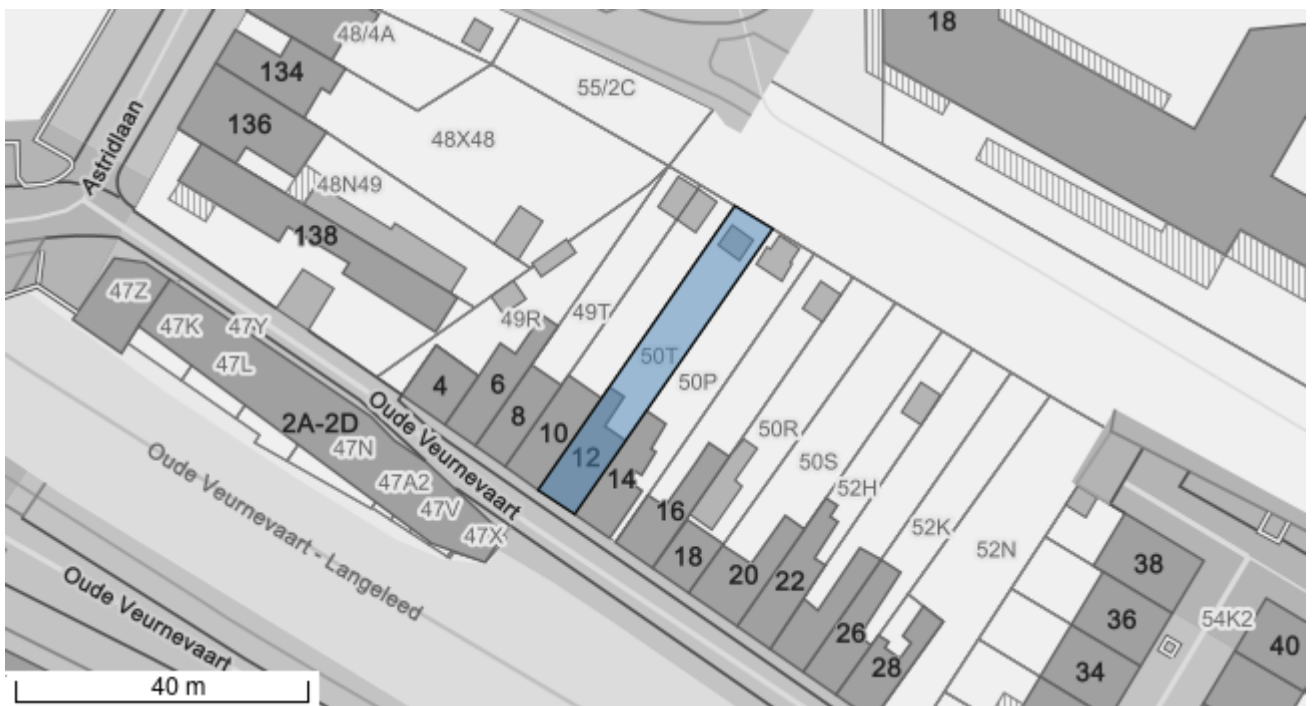 18
48/4A
134
55/2C
136
Astridlaan
48X48
48N49
138
47Z
47K
47Y
49R
49T
47L
50T
50P
4
6
8
10
12
14
Oude Veurnevaart
2A-2D
47N
47A2
47V
47X
50R
50S
52H
52K
52N
16
18
20
22
26
28
38
36
34
54K2
40
Oude Veurnevaart - Langeleed
Oude Veurnevaart
40 m